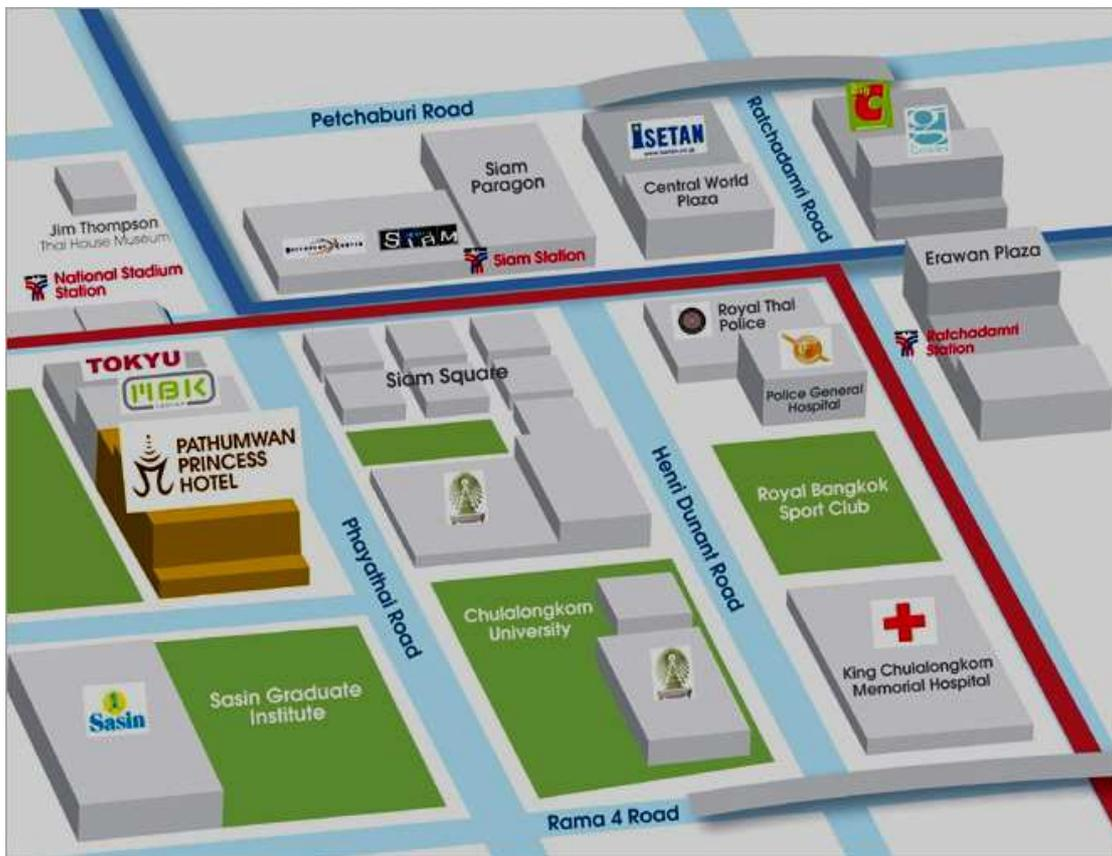 Petchaburi Road
Ratchadamri Road
Big
C
g
ISETAN
Siam
Paragon
Central World
Plaza
Jim Thompson
Thai House Museum
SIAM
Siam Station
National Stadium
Station
Erawan Plaza
Royal Thai
Police
Ratchadamri
Station
TOKYU
MBK
Siam Square
Police General
Hospital
PATHUMWAN
PRINCESS
HOTEL
Henri Dunant Road
Royal Bangkok
Sport Club
Phayathai Road
Chulalongkorn
University
King Chulalongkorn
Memorial Hospital
Sasin Graduate
Institute
Sasin
Rama 4 Road